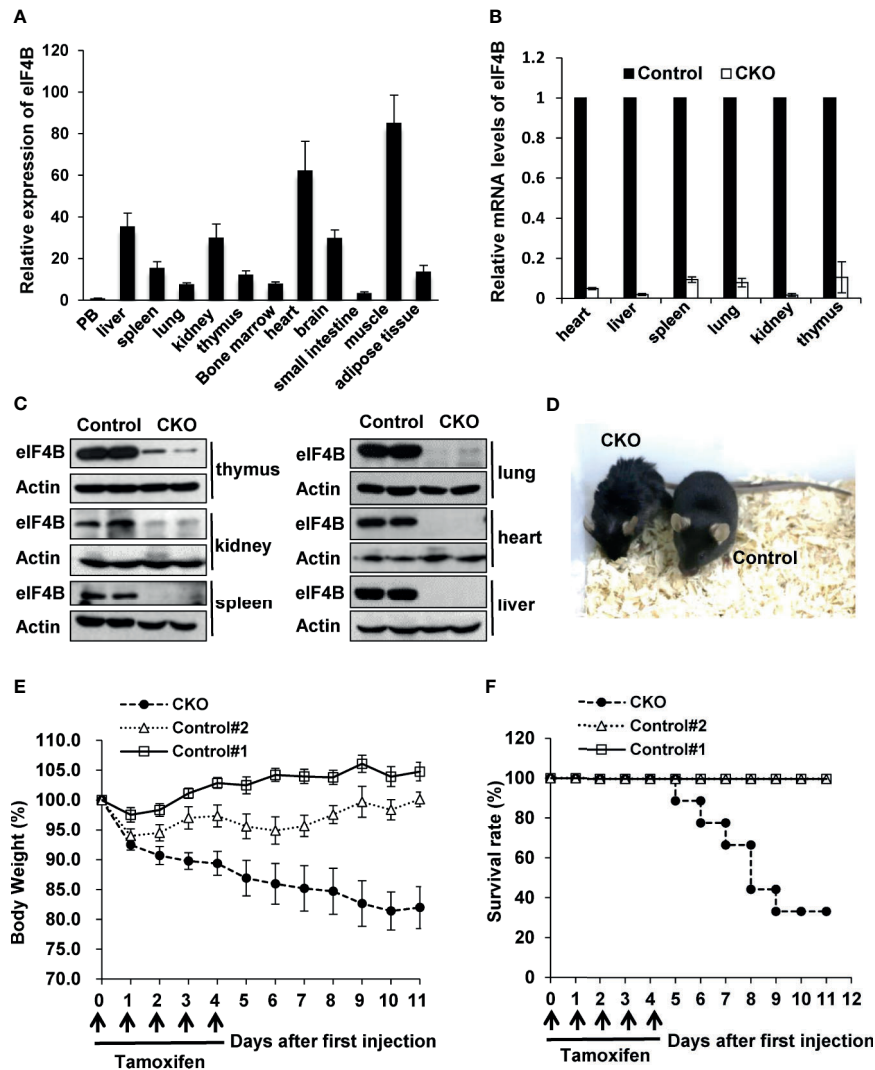 A
Relative expression of eIF4B
120
100
80
60
40
20
0
PB
liver
spleen
lung
kidney
thymus
Bone marrow
heart
brain
small intestine
muscle
adipose tissue
B
Relative mRNA levels of eIF4B
1.2
1
0.8
0.6
0.4
0.2
0
Control CKO
heart
liver
spleen
lung
kidney
thymus
C
Control CKO
eIF4B
Actin
thymus
eIF4B
Actin
kidney
eIF4B
Actin
spleen
Control CKO
eIF4B
Actin
lung
eIF4B
Actin
heart
eIF4B
Actin
liver
D
CKO
Control
E
CKO
Control#2
Control#1
Body Weight (%)
110.0
105.0
100.0
95.0
90.0
85.0
80.0
75.0
70.0
0 1 2 3 4 5 6 7 8 9 10 11
Days after first injection
Tamoxifen
F
CKO
Control#2
Control#1
Survival rate (%)
120
100
80
60
40
20
0
0 1 2 3 4 5 6 7 8 9 10 11 12
Days after first injection
Tamoxifen